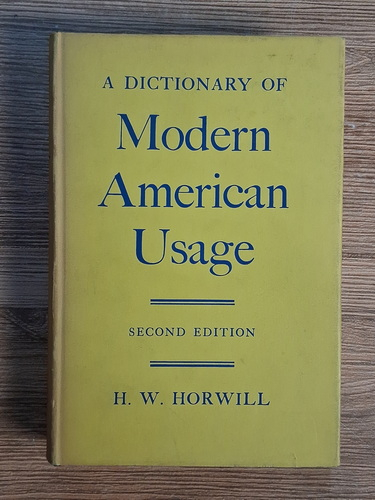 A DICTIONARY OF
Modern
American
Usage
SECOND EDITION
H. W. HORWILL